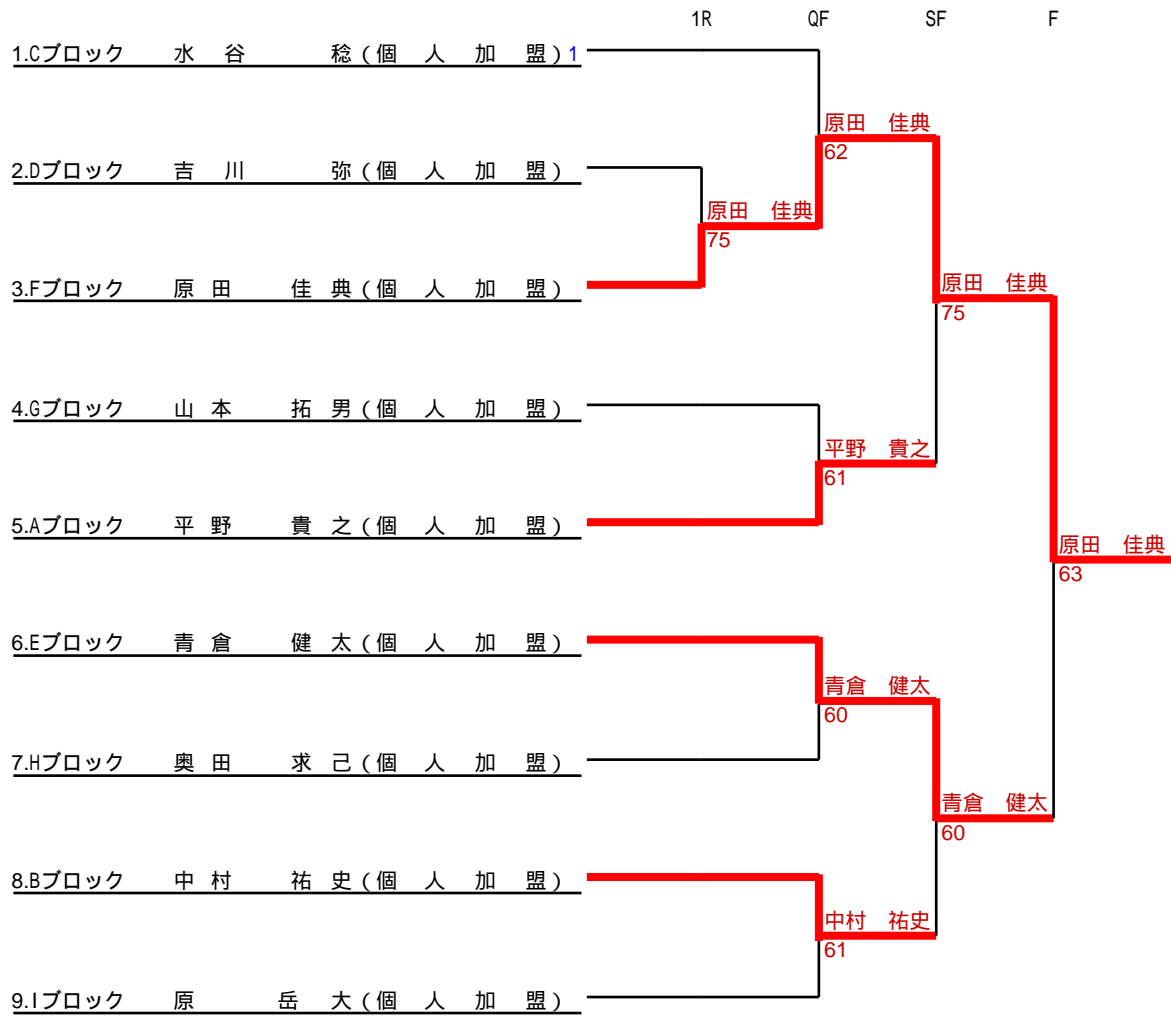 1R QF SF F
1.Cブロック 水谷 稔(個人加盟) 1
原田 佳典
62
2.Dブロック 吉川 弥(個人加盟)
原田 佳典
75
3.Fブロック 原田 佳典(個人加盟)
原田 佳典
75
4.Gブロック 山本 拓男(個人加盟)
平野 貴之
61
5.Aブロック 平野 貴之(個人加盟)
原田 佳典
63
6.Eブロック 青倉 健太(個人加盟)
青倉 健太
60
7.Hブロック 奥田 求己(個人加盟)
青倉 健太
60
8.Bブロック 中村 祐史(個人加盟)
中村 祐史
61
9.Iブロック 原 岳大(個人加盟)